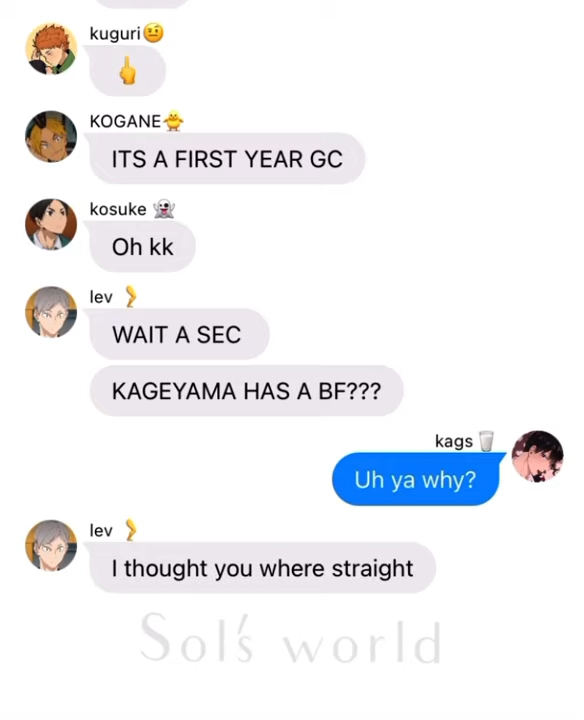 kuguri🤨
🖕
KOGANE🐥
ITS A FIRST YEAR GC
kosuke 👻
Oh kk
lev 🦵
WAIT A SEC
KAGEYAMA HAS A BF???
kags 🥛
Uh ya why?
lev 🦵
I thought you where straight
Sol's world